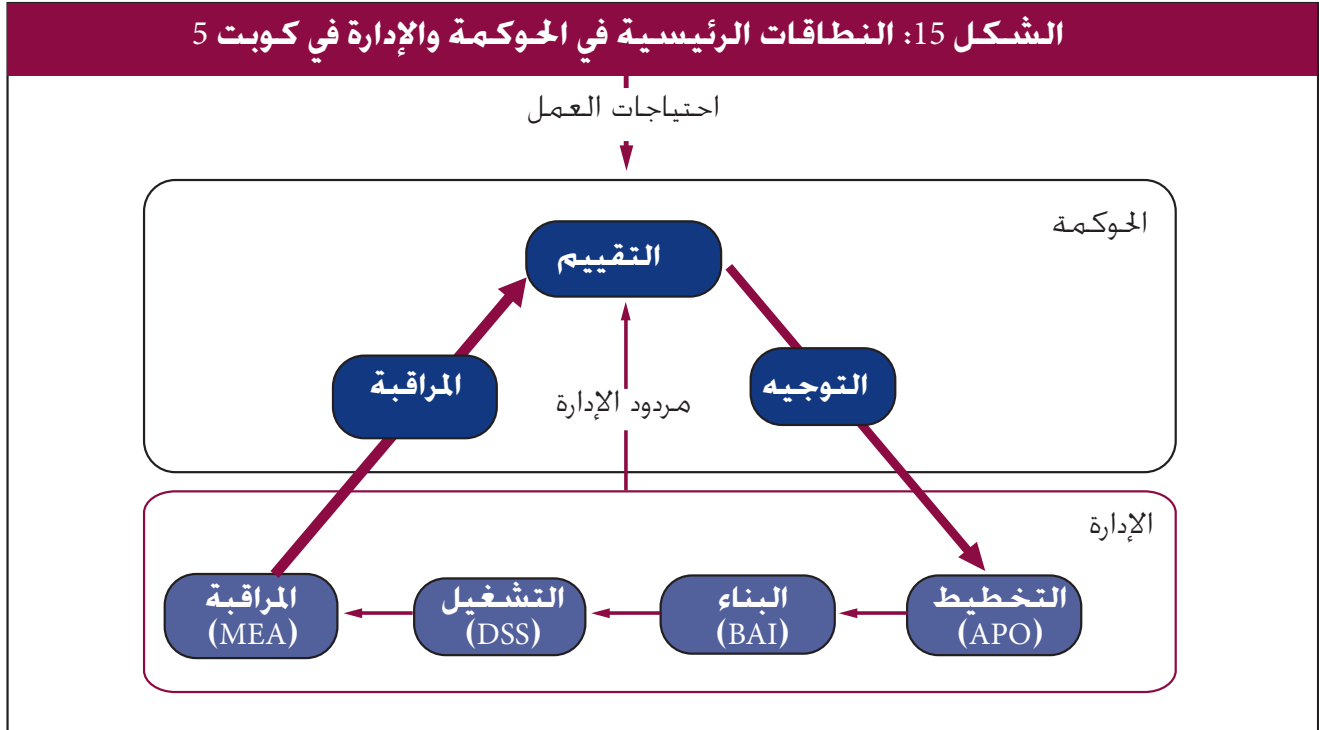 الشكل 15: النطاقات الرئيسية في الحوكمة والإدارة في كوبت 5
احتياجات العمل
الحوكمة
التقييم
التوجيه
المراقبة
مردود الإدارة
الإدارة
التخطيط
(APO)
البناء
(BAI)
التشغيل
(DSS)
المراقبة
(MEA)